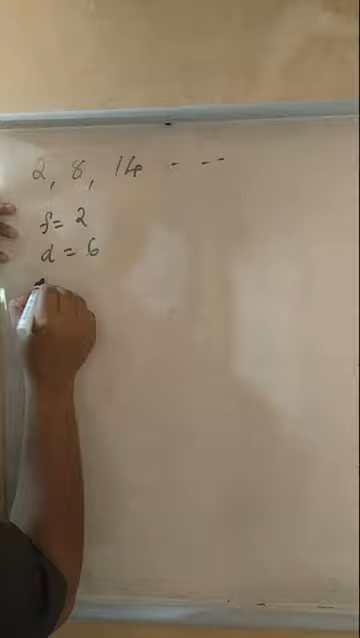 2, 8, 14 - - -
f = 2
d = 6